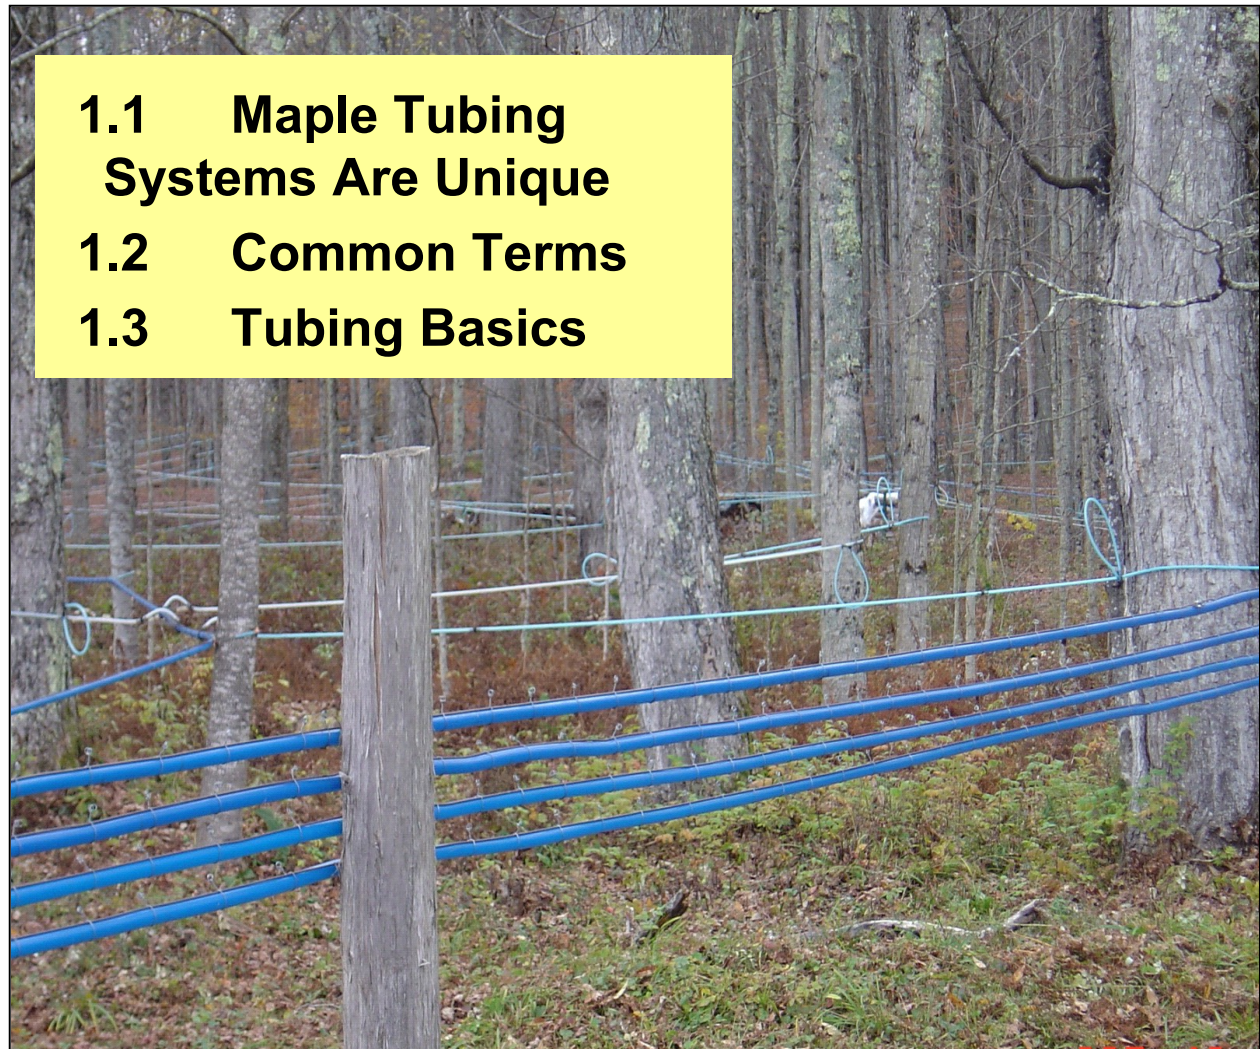 1.1 Maple Tubing
Systems Are Unique
1.2 Common Terms
1.3 Tubing Basics